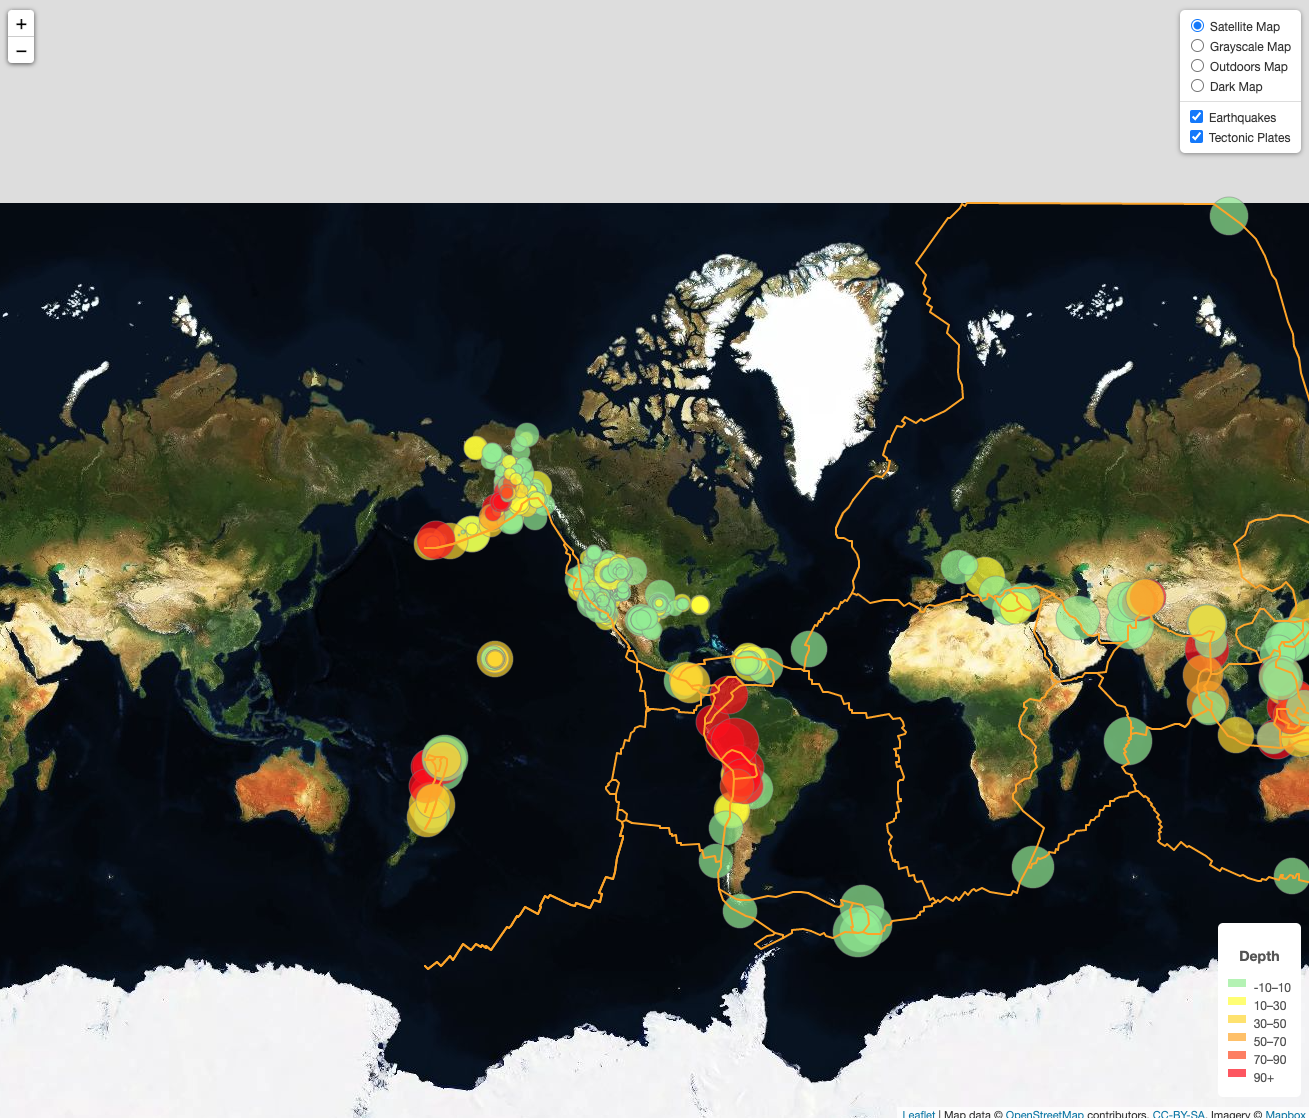 +
−
Satellite Map
Grayscale Map
Outdoors Map
Dark Map
Earthquakes
Tectonic Plates
Depth
-10–10
10–30
30–50
50–70
70–90
90+
Leaflet | Map data © OpenStreetMap contributors, CC-BY-SA, Imagery © Mapbox